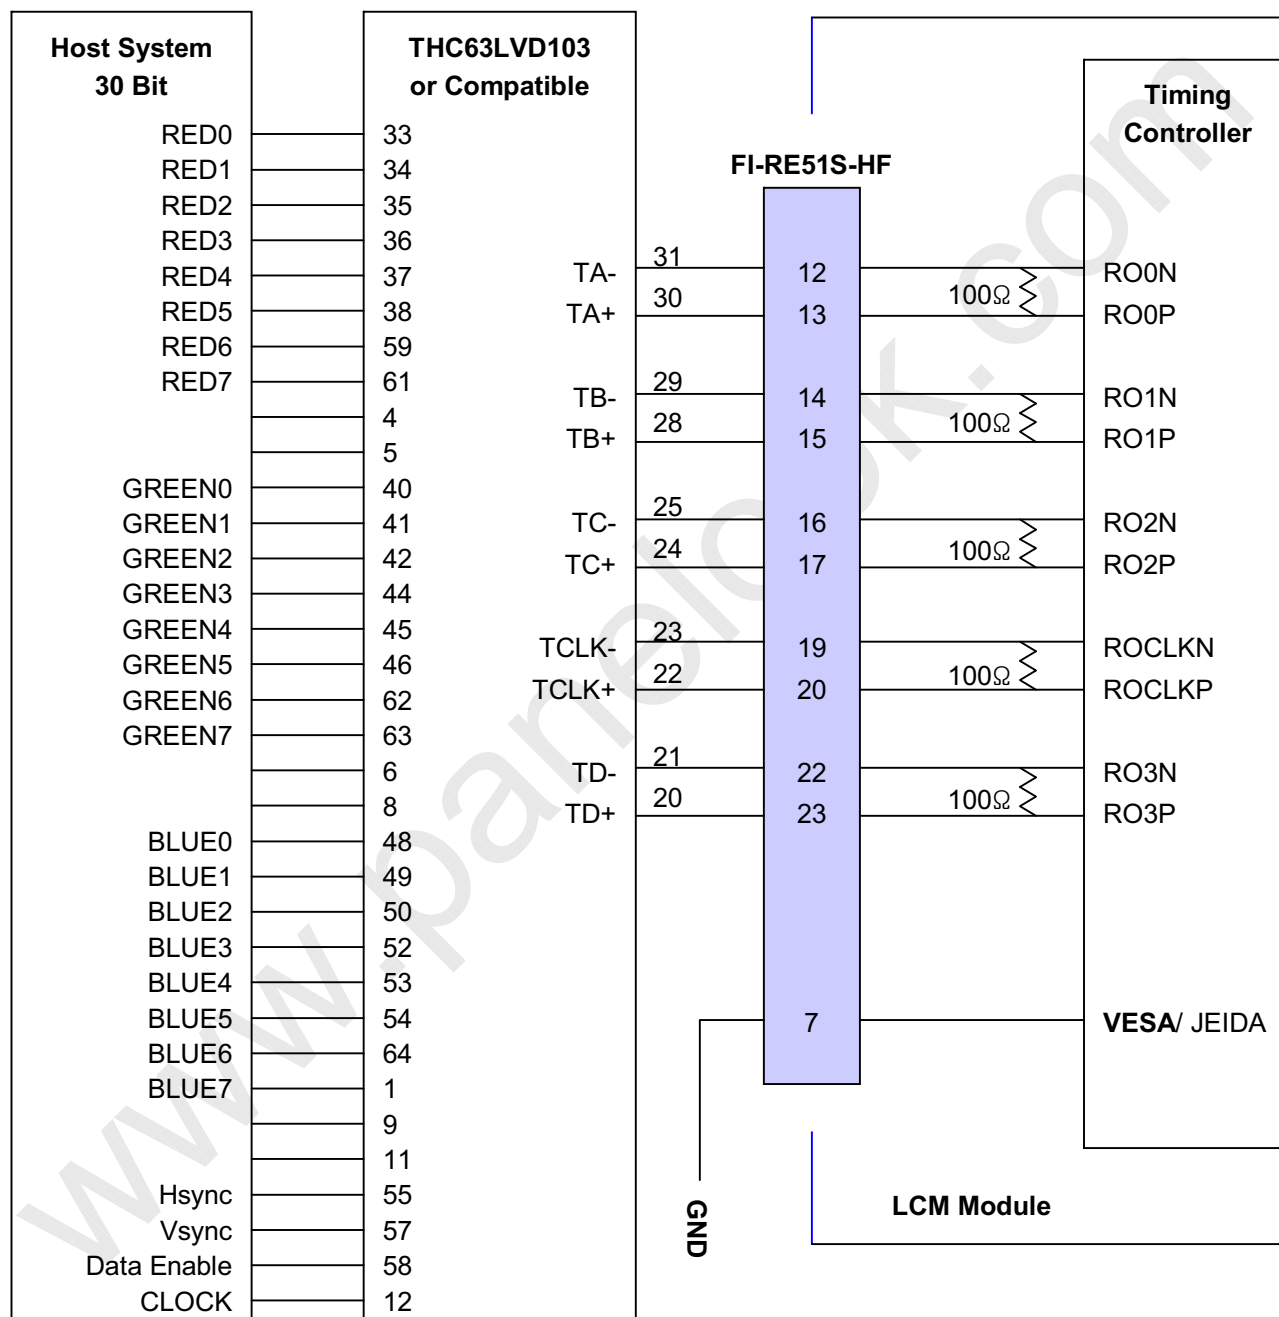 Host System
30 Bit
RED0
RED1
RED2
RED3
RED4
RED5
RED6
RED7
GREEN0
GREEN1
GREEN2
GREEN3
GREEN4
GREEN5
GREEN6
GREEN7
BLUE0
BLUE1
BLUE2
BLUE3
BLUE4
BLUE5
BLUE6
BLUE7
Hsync
Vsync
Data Enable
CLOCK
THC63LVD103
or Compatible
33
34
35
36
37
38
59
61
4
5
40
41
42
44
45
46
62
63
6
8
48
49
50
52
53
54
64
1
9
11
55
57
58
12
TA-
TA+
TB-
TB+
TC-
TC+
TCLK-
TCLK+
TD-
TD+
31
30
29
28
25
24
23
22
21
20
GND
FI-RE51S-HF
12
13
14
15
16
17
19
20
22
23
7
100Ω
100Ω
100Ω
100Ω
100Ω
Timing
Controller
RO0N
RO0P
RO1N
RO1P
RO2N
RO2P
ROCLKN
ROCLKP
RO3N
RO3P
VESA/ JEIDA
LCM Module
www.panelook.com